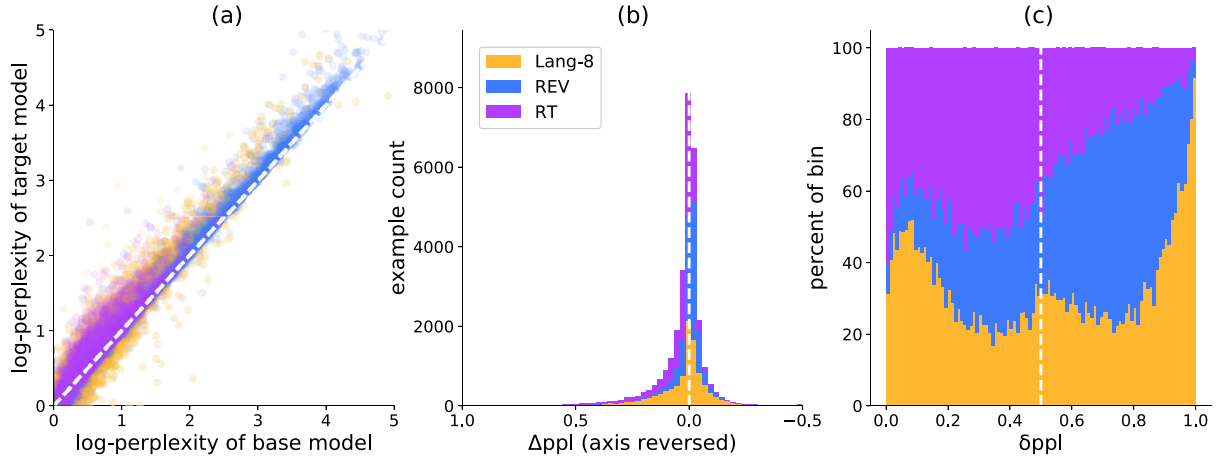 (a)
log-perplexity of target model
5
4
3
2
1
0
0 1 2 3 4 5
log-perplexity of base model
(b)
example count
8000
6000
4000
2000
0
Lang-8
REV
RT
1.0 0.5 0.0 −0.5
Δppl (axis reversed)
(c)
percent of bin
100
80
60
40
20
0
0.0 0.2 0.4 0.6 0.8 1.0
δppl